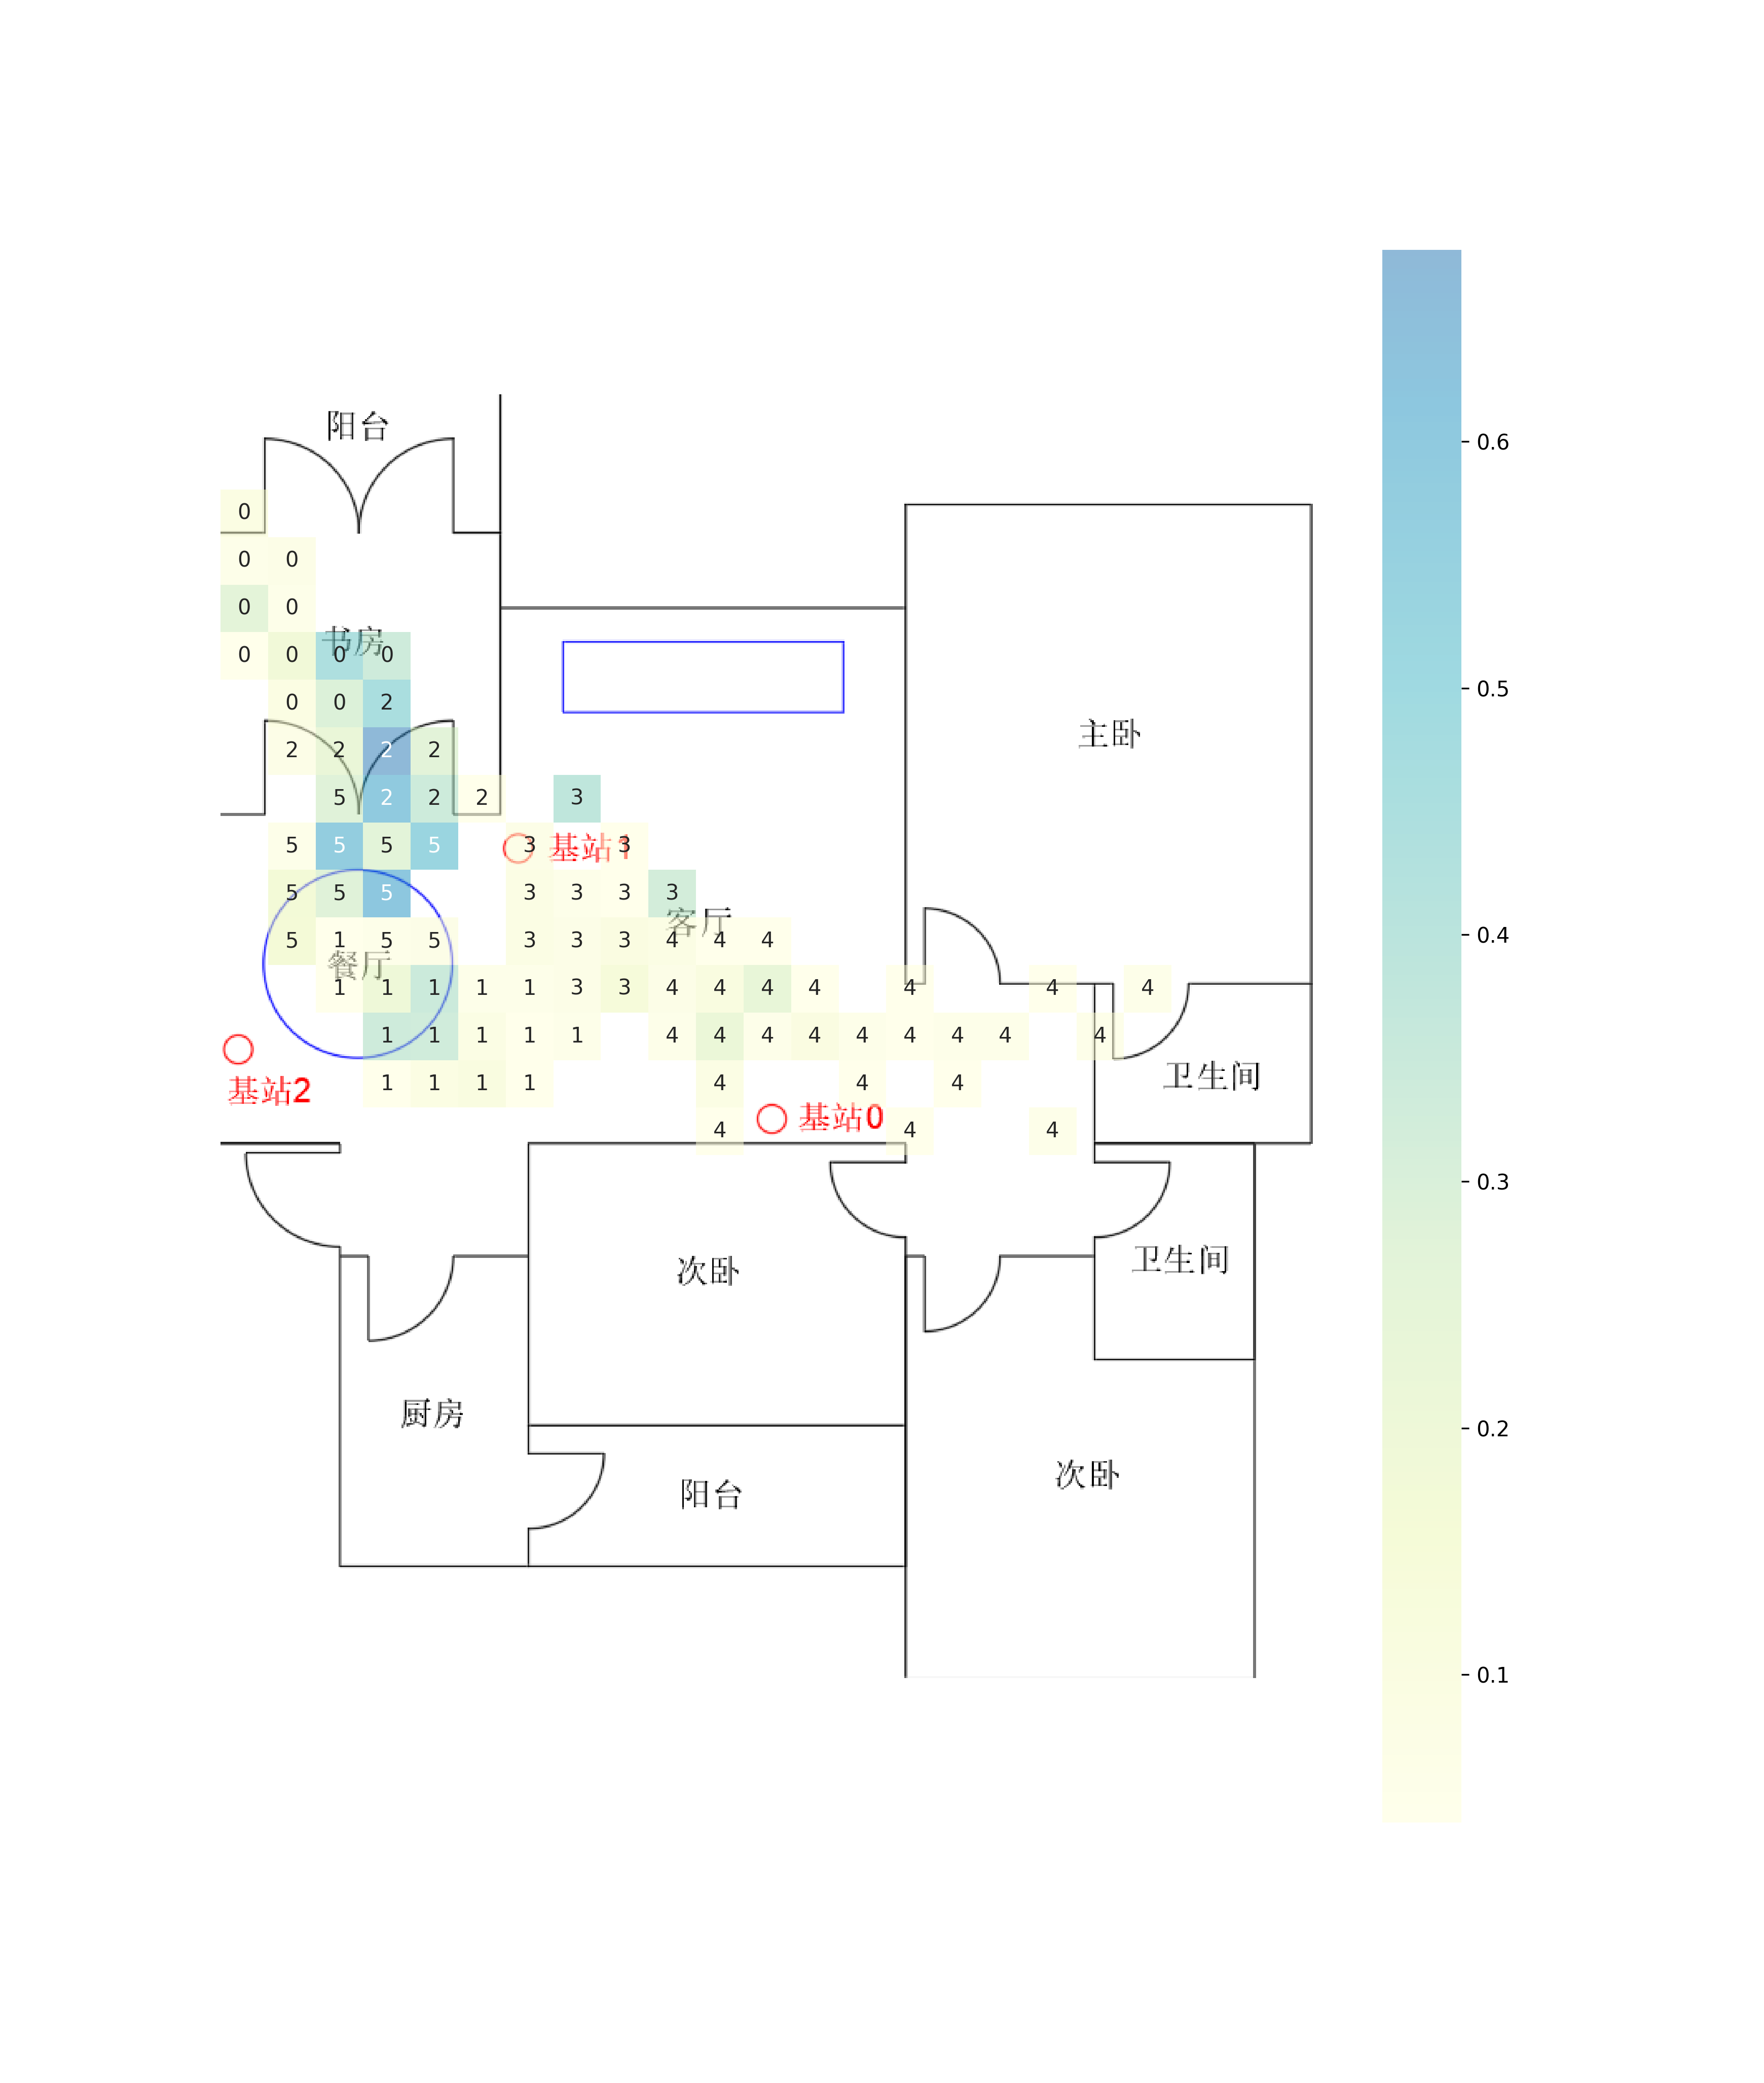 阳台
0
0.6
0 0
0 0
书房
0 0 0 0
0.5
0 0 2
主卧
2 2 2 2
5 2 2 2 3
5 5 5 5 3 3
基站1
5 5 5 3 3 3 3
客厅
0.4
5 1 5 5 3 3 3 4 4 4
餐厅
1 1 1 1 1 3 3 4 4 4 4 4 4 4
1 1 1 1 1 4 4 4 4 4 4 4 4 4
卫生间
1 1 1 1 4 4 4
基站2
基站0
4 4 4
0.3
卫生间
次卧
厨房
0.2
次卧
阳台
0.1